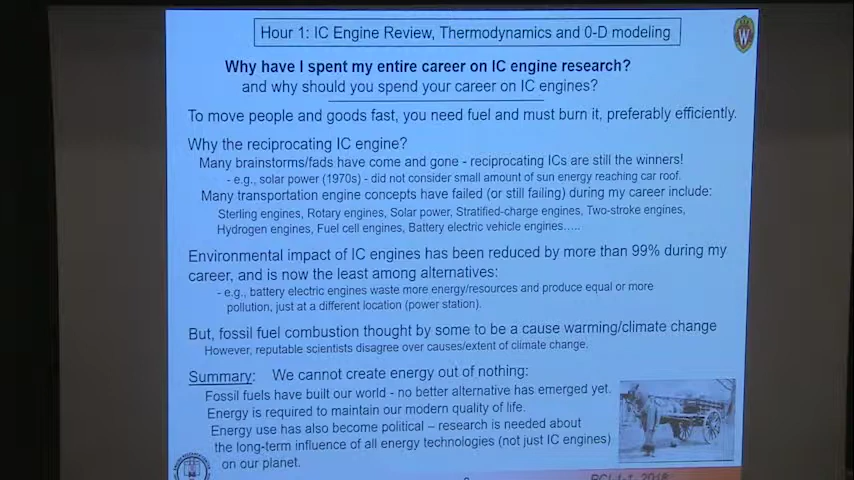 Hour 1: IC Engine Review, Thermodynamics and 0-D modeling
Why have I spent my entire career on IC engine research?
and why should you spend your career on IC engines?
To move people and goods fast, you need fuel and must burn it, preferably efficiently.
Why the reciprocating IC engine?
Many brainstorms/fads have come and gone - reciprocating ICs are still the winners!
- e.g., solar power (1970s) - did not consider small amount of sun energy reaching car roof.
Many transportation engine concepts have failed (or still failing) during my career include:
Sterling engines, Rotary engines, Solar power, Stratified-charge engines, Two-stroke engines,
Hydrogen engines, Fuel cell engines, Battery electric vehicle engines.....
Environmental impact of IC engines has been reduced by more than 99% during my
career, and is now the least among alternatives:
- e.g., battery electric engines waste more energy/resources and produce equal or more
pollution, just at a different location (power station).
But, fossil fuel combustion thought by some to be a cause warming/climate change
However, reputable scientists disagree over causes/extent of climate change.
Summary: We cannot create energy out of nothing:
Fossil fuels have built our world - no better alternative has emerged yet.
Energy is required to maintain our modern quality of life.
Energy use has also become political – research is needed about
the long-term influence of all energy technologies (not just IC engines)
on our planet.